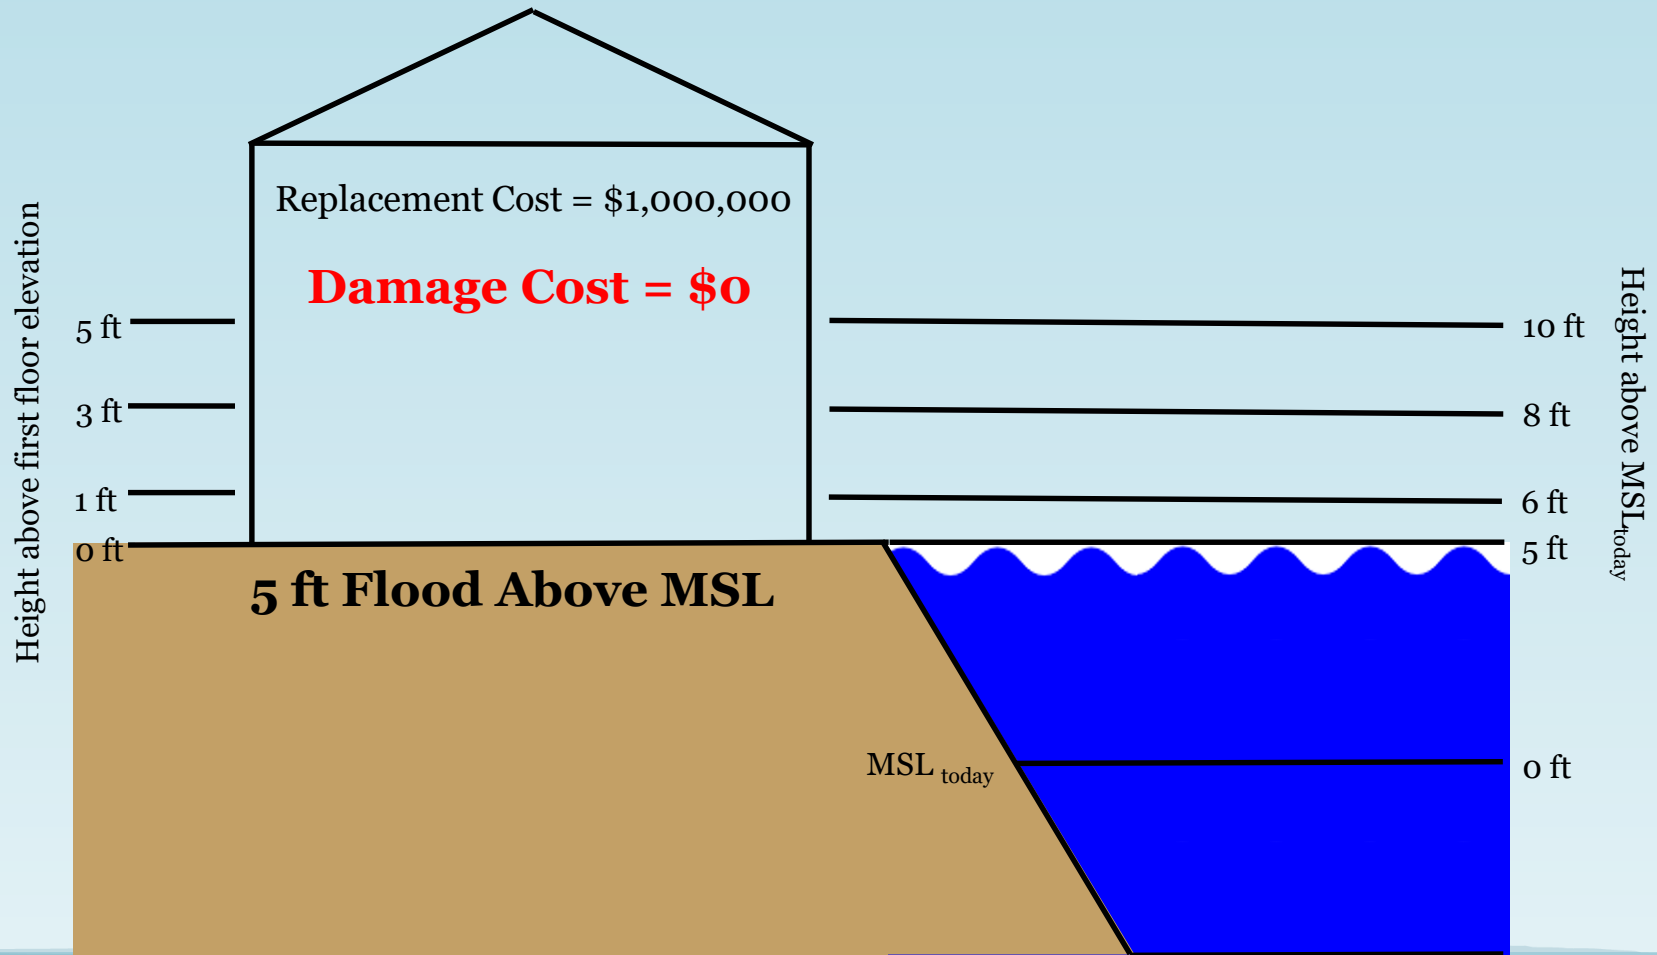 Replacement Cost = $1,000,000
Damage Cost = $0
Height above first floor elevation
5 ft
3 ft
1 ft
0 ft
10 ft
8 ft
6 ft
5 ft
0 ft
Height above MSL today
5 ft Flood Above MSL
MSL today